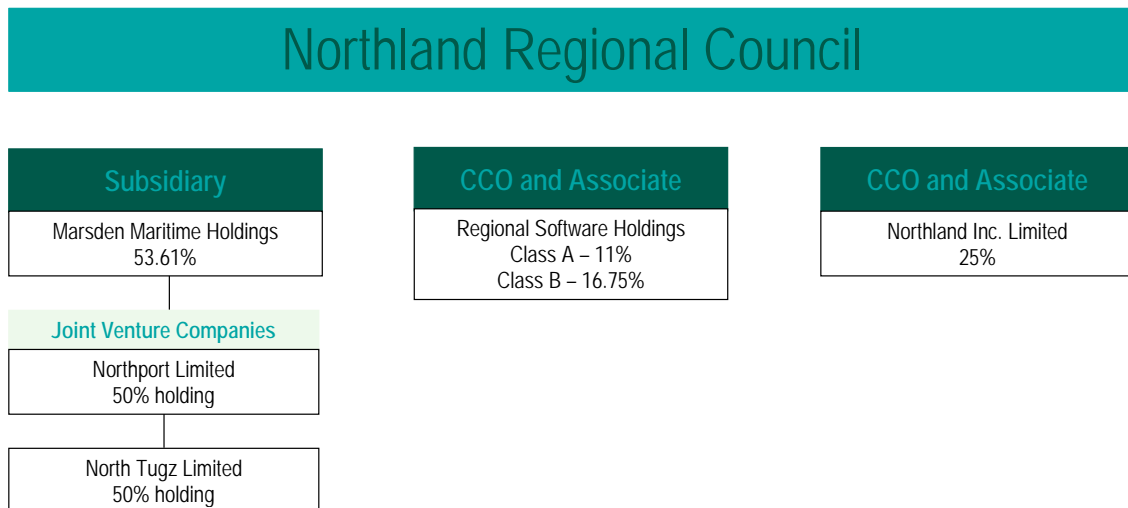 Northland Regional Council
Subsidiary
Marsden Maritime Holdings
53.61%
Joint Venture Companies
Northport Limited
50% holding
North Tugz Limited
50% holding
CCO and Associate
Regional Software Holdings
Class A – 11%
Class B – 16.75%
CCO and Associate
Northland Inc. Limited
25%